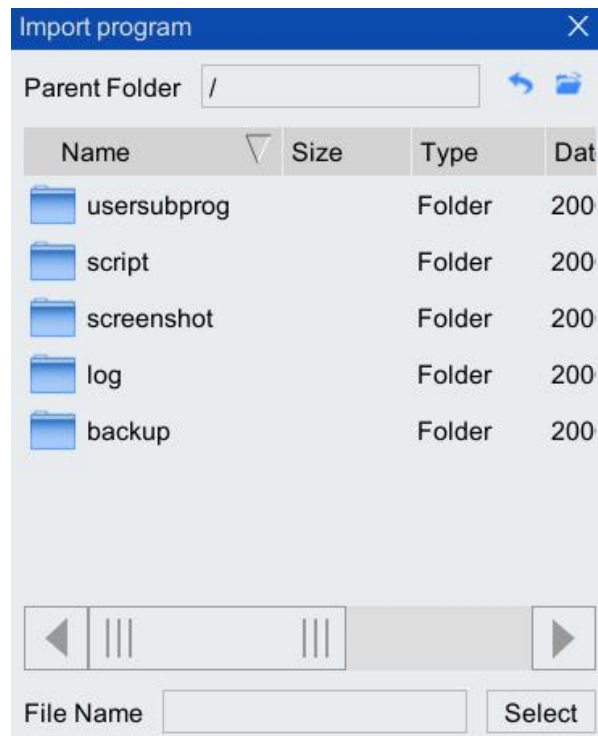 Import program X
Parent Folder /
Name Size Type Dat
usersubprog Folder 200
script Folder 200
screenshot Folder 200
log Folder 200
backup Folder 200
File Name Select